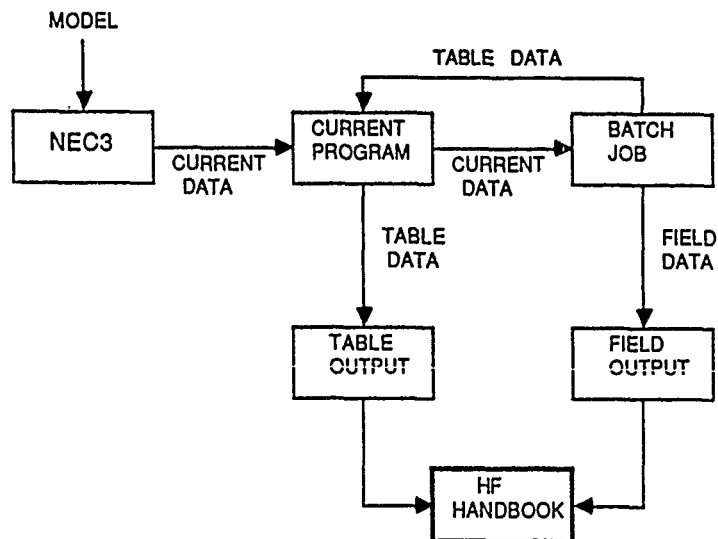 MODEL
TABLE DATA
NEC3
CURRENT
PROGRAM
BATCH
JOB
CURRENT
DATA
CURRENT
DATA
TABLE
DATA
FIELD
DATA
TABLE
OUTPUT
FIELD
OUTPUT
HF
HANDBOOK